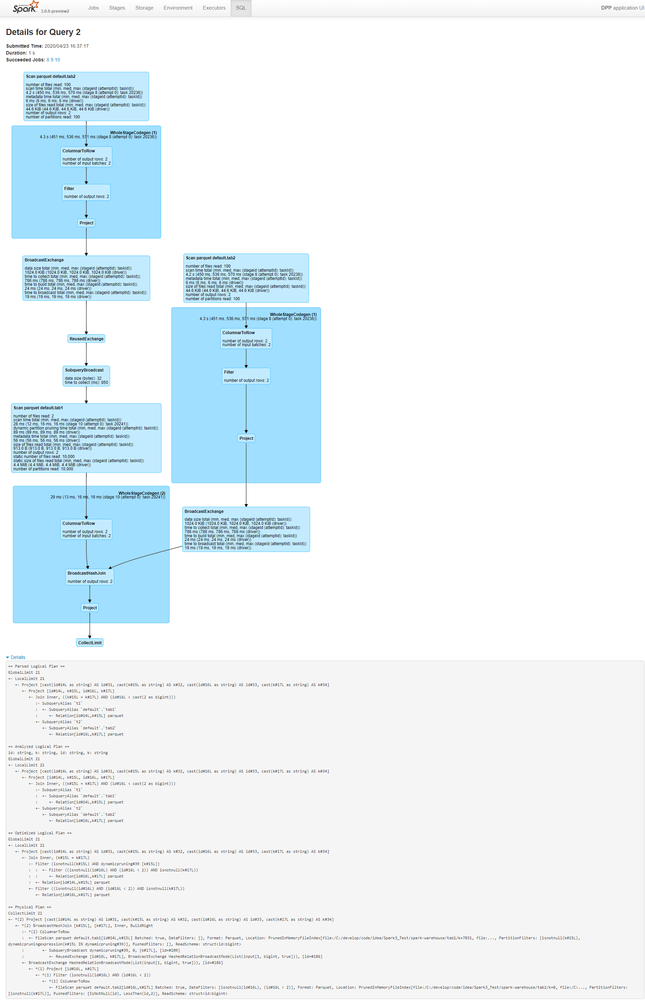 APACHE
Spark 3.0.0-preview2 Jobs Stages Storage Environment Executors SQL DPP application UI
Details for Query 2
Submitted Time: 2020/04/23 16:37:17
Duration: 1 s
Succeeded Jobs: 8 9 10
Scan parquet default.tab2
number of files read: 100
scan time total (min, med, max (stageId (attemptId): taskId)):
4.2 s (450 ms, 536 ms, 570 ms (stage 8 (attempt 0): task 20236))
metadata time total (min, med, max (stageId (attemptId): taskId)):
6 ms (6 ms, 6 ms, 6 ms (driver))
size of files read total (min, med, max (stageId (attemptId): taskId)):
44.6 KiB (44.6 KiB, 44.6 KiB, 44.6 KiB (driver))
number of output rows: 2
number of partitions read: 100
WholeStageCodegen (1)
4.3 s (451 ms, 536 ms, 571 ms (stage 8 (attempt 0): task 20236))
ColumnarToRow
number of output rows: 2
number of input batches: 2
Filter
number of output rows: 2
Project
BroadcastExchange
data size total (min, med, max (stageId (attemptId): taskId)):
1024.0 KiB (1024.0 KiB, 1024.0 KiB, 1024.0 KiB (driver))
time to collect total (min, med, max (stageId (attemptId): taskId)):
786 ms (786 ms, 786 ms, 786 ms (driver))
time to build total (min, med, max (stageId (attemptId): taskId)):
24 ms (24 ms, 24 ms, 24 ms (driver))
time to broadcast total (min, med, max (stageId (attemptId): taskId)):
19 ms (19 ms, 19 ms, 19 ms (driver))
ReusedExchange
SubqueryBroadcast
data size (bytes): 32
time to collect (ms): 850
Scan parquet default.tab1
number of files read: 2
scan time total (min, med, max (stageId (attemptId): taskId)):
28 ms (12 ms, 16 ms, 16 ms (stage 10 (attempt 0): task 20241))
dynamic partition pruning time total (min, med, max (stageId (attemptId): taskId)):
89 ms (89 ms, 89 ms, 89 ms (driver))
metadata time total (min, med, max (stageId (attemptId): taskId)):
56 ms (56 ms, 56 ms, 56 ms (driver))
size of files read total (min, med, max (stageId (attemptId): taskId)):
913.0 B (913.0 B, 913.0 B, 913.0 B (driver))
number of output rows: 2
static number of files read: 10,000
static size of files read total (min, med, max (stageId (attemptId): taskId)):
4.4 MiB (4.4 MiB, 4.4 MiB, 4.4 MiB (driver))
number of partitions read: 10,000
Scan parquet default.tab2
number of files read: 100
scan time total (min, med, max (stageId (attemptId): taskId)):
4.2 s (450 ms, 536 ms, 570 ms (stage 8 (attempt 0): task 20236))
metadata time total (min, med, max (stageId (attemptId): taskId)):
6 ms (6 ms, 6 ms, 6 ms (driver))
size of files read total (min, med, max (stageId (attemptId): taskId)):
44.6 KiB (44.6 KiB, 44.6 KiB, 44.6 KiB (driver))
number of output rows: 2
number of partitions read: 100
WholeStageCodegen (1)
4.3 s (451 ms, 536 ms, 571 ms (stage 8 (attempt 0): task 20236))
ColumnarToRow
number of output rows: 2
number of input batches: 2
Filter
number of output rows: 2
Project
BroadcastExchange
data size total (min, med, max (stageId (attemptId): taskId)):
1024.0 KiB (1024.0 KiB, 1024.0 KiB, 1024.0 KiB (driver))
time to collect total (min, med, max (stageId (attemptId): taskId)):
786 ms (786 ms, 786 ms, 786 ms (driver))
time to build total (min, med, max (stageId (attemptId): taskId)):
24 ms (24 ms, 24 ms, 24 ms (driver))
time to broadcast total (min, med, max (stageId (attemptId): taskId)):
19 ms (19 ms, 19 ms, 19 ms (driver))
WholeStageCodegen (2)
29 ms (13 ms, 16 ms, 16 ms (stage 10 (attempt 0): task 20241))
ColumnarToRow
number of output rows: 2
number of input batches: 2
BroadcastHashJoin
number of output rows: 2
Project
CollectLimit
Details
== Parsed Logical Plan ==
GlobalLimit 21
+- LocalLimit 21
   +- Project [cast(id#14L as string) AS id#31, cast(k#15L as string) AS k#32, cast(id#16L as string) AS id#33, cast(k#17L as string) AS k#34]
      +- Project [id#14L, k#15L, id#16L, k#17L]
         +- Join Inner, ((k#15L = k#17L) AND (id#16L < cast(2 as bigint)))
            :- SubqueryAlias `t1`
            :  +- SubqueryAlias `default`.`tab1`
            :     +- Relation[id#14L,k#15L] parquet
            +- SubqueryAlias `t2`
               +- SubqueryAlias `default`.`tab2`
                  +- Relation[id#16L,k#17L] parquet
== Analyzed Logical Plan ==
id: string, k: string, id: string, k: string
GlobalLimit 21
+- LocalLimit 21
   +- Project [cast(id#14L as string) AS id#31, cast(k#15L as string) AS k#32, cast(id#16L as string) AS id#33, cast(k#17L as string) AS k#34]
      +- Project [id#14L, k#15L, id#16L, k#17L]
         +- Join Inner, ((k#15L = k#17L) AND (id#16L < cast(2 as bigint)))
            :- SubqueryAlias `t1`
            :  +- SubqueryAlias `default`.`tab1`
            :     +- Relation[id#14L,k#15L] parquet
            +- SubqueryAlias `t2`
               +- SubqueryAlias `default`.`tab2`
                  +- Relation[id#16L,k#17L] parquet
== Optimized Logical Plan ==
GlobalLimit 21
+- LocalLimit 21
   +- Project [cast(id#14L as string) AS id#31, cast(k#15L as string) AS k#32, cast(id#16L as string) AS id#33, cast(k#17L as string) AS k#34]
      +- Join Inner, (k#15L = k#17L)
         :- Filter (isnotnull(k#15L) AND dynamicpruning#39 [k#15L])
         :  :  +- Filter ((isnotnull(id#16L) AND (id#16L < 2)) AND isnotnull(k#17L))
         :  :     +- Relation[id#16L,k#17L] parquet
         :  +- Relation[id#14L,k#15L] parquet
         +- Filter ((isnotnull(id#16L) AND (id#16L < 2)) AND isnotnull(k#17L))
            +- Relation[id#16L,k#17L] parquet
== Physical Plan ==
CollectLimit 21
+- *(2) Project [cast(id#14L as string) AS id#31, cast(k#15L as string) AS k#32, cast(id#16L as string) AS id#33, cast(k#17L as string) AS k#34]
   +- *(2) BroadcastHashJoin [k#15L], [k#17L], Inner, BuildRight
      :- *(2) ColumnarToRow
      :  +- FileScan parquet default.tab1[id#14L,k#15L] Batched: true, DataFilters: [], Format: Parquet, Location: PrunedInMemoryFileIndex[file:/C:/develop/code/idea/Spark3_Test/spark-warehouse/tab1/k=7031, file:..., PartitionFilters: [isnotnull(k#15L),
dynamicpruningexpression(k#15L IN dynamicpruning#39)], PushedFilters: [], ReadSchema: struct<id:bigint>
      :        +- SubqueryBroadcast dynamicpruning#39, 0, [k#17L], [id=#209]
      :           +- ReusedExchange [id#16L, k#17L], BroadcastExchange HashedRelationBroadcastMode(List(input[1, bigint, true])), [id=#186]
      +- BroadcastExchange HashedRelationBroadcastMode(List(input[1, bigint, true])), [id=#186]
         +- *(1) Project [id#16L, k#17L]
            +- *(1) Filter (isnotnull(id#16L) AND (id#16L < 2))
               +- *(1) ColumnarToRow
                  +- FileScan parquet default.tab2[id#16L,k#17L] Batched: true, DataFilters: [isnotnull(id#16L), (id#16L < 2)], Format: Parquet, Location: PrunedInMemoryFileIndex[file:/C:/develop/code/idea/Spark3_Test/spark-warehouse/tab2/k=0, file:/C:..., PartitionFilters:
[isnotnull(k#17L)], PushedFilters: [IsNotNull(id), LessThan(id,2)], ReadSchema: struct<id:bigint>